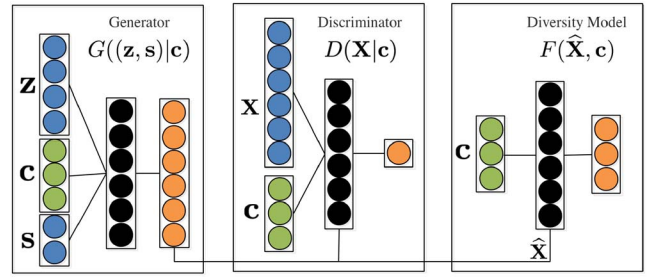 Generator
G((z, s)|c)
z
c
s
Discriminator
D(X|c)
x
c
Diversity Model
F(X̂, c)
c
X̂